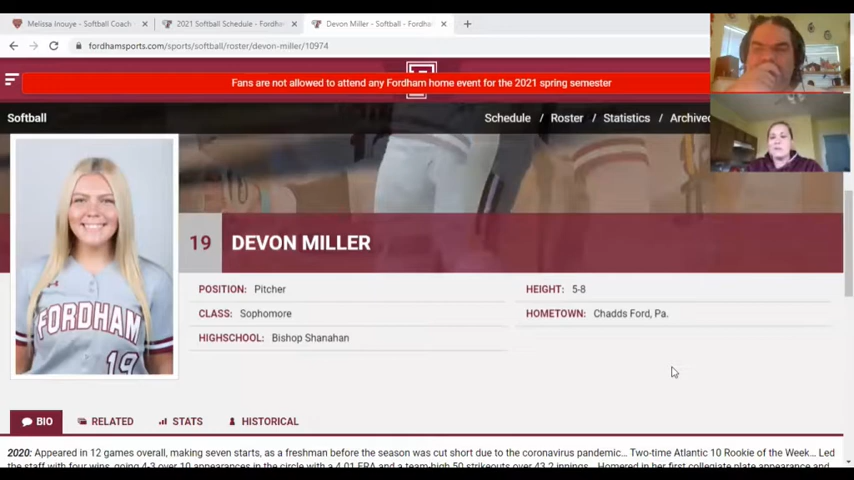 Melissa Inouye - Softball Coach
2021 Softball Schedule - Fordha
Devon Miller - Softball - Fordha
fordhamsports.com/sports/softball/roster/devon-miller/10974
Fans are not allowed to attend any Fordham home event for the 2021 spring semester
Softball
Schedule / Roster / Statistics / Archived
19 DEVON MILLER
POSITION: Pitcher
HEIGHT: 5-8
CLASS: Sophomore
HOMETOWN: Chadds Ford, Pa.
HIGHSCHOOL: Bishop Shanahan
FORDHAM
19
BIO RELATED STATS HISTORICAL
2020: Appeared in 12 games overall, making seven starts, as a freshman before the season was cut short due to the coronavirus pandemic... Two-time Atlantic 10 Rookie of the Week... Led
the staff with four wins, going 4-3 over 10 appearances in the circle with a 4.01 ERA and a team-high 50 strikeouts over 43.2 innings... Homered in her first collegiate plate appearance and